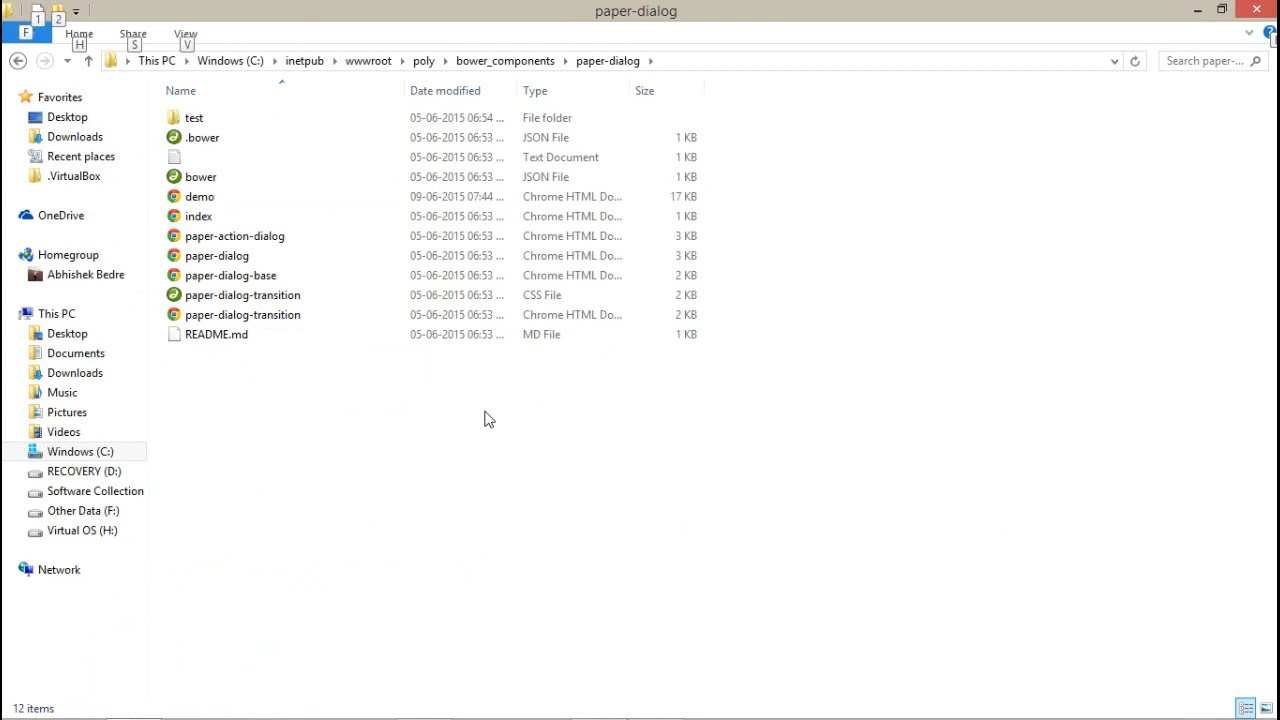 paper-dialog
1 2
F Home Share View
H S V
This PC Windows (C:) inetpub wwwroot poly bower_components paper-dialog
Search paper-...
Name Date modified Type Size
Favorites
Desktop
Downloads
Recent places
.VirtualBox
OneDrive
Homegroup
Abhishek Bedre
This PC
Desktop
Documents
Downloads
Music
Pictures
Videos
Windows (C:)
RECOVERY (D:)
Software Collection
Other Data (F:)
Virtual OS (H:)
Network
test 05-06-2015 06:54 ... File folder
.bower 05-06-2015 06:53 ... JSON File 1 KB
05-06-2015 06:53 ... Text Document 1 KB
bower 05-06-2015 06:53 ... JSON File 1 KB
demo 09-06-2015 07:44 ... Chrome HTML Do... 17 KB
index 05-06-2015 06:53 ... Chrome HTML Do... 1 KB
paper-action-dialog 05-06-2015 06:53 ... Chrome HTML Do... 3 KB
paper-dialog 05-06-2015 06:53 ... Chrome HTML Do... 3 KB
paper-dialog-base 05-06-2015 06:53 ... Chrome HTML Do... 2 KB
paper-dialog-transition 05-06-2015 06:53 ... CSS File 2 KB
paper-dialog-transition 05-06-2015 06:53 ... Chrome HTML Do... 2 KB
README.md 05-06-2015 06:53 ... MD File 1 KB
12 items